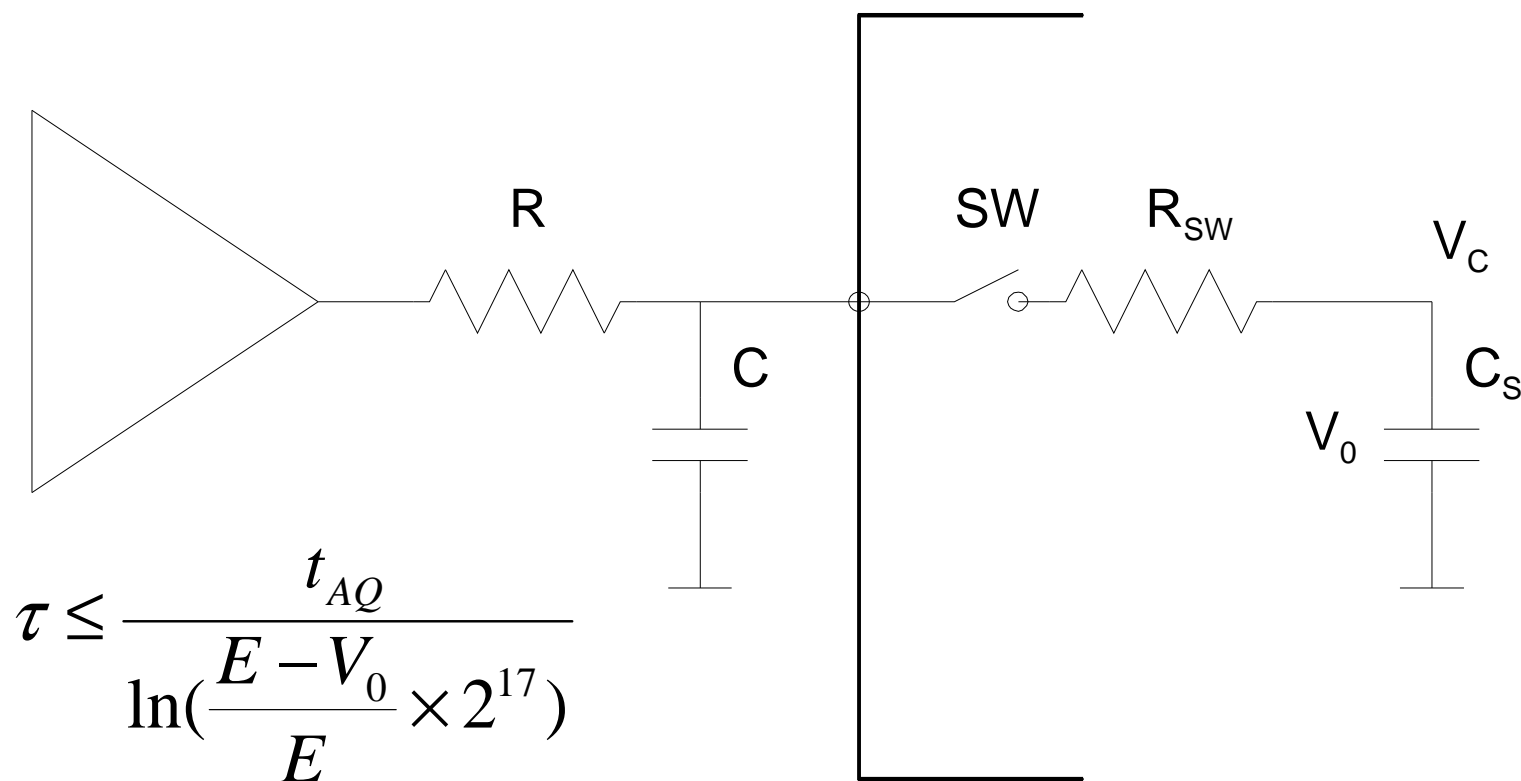 R
SW
R_SW
V_C
C
C_S
V_0
τ ≤ t_AQ / ln((E − V_0)/E × 2^17)